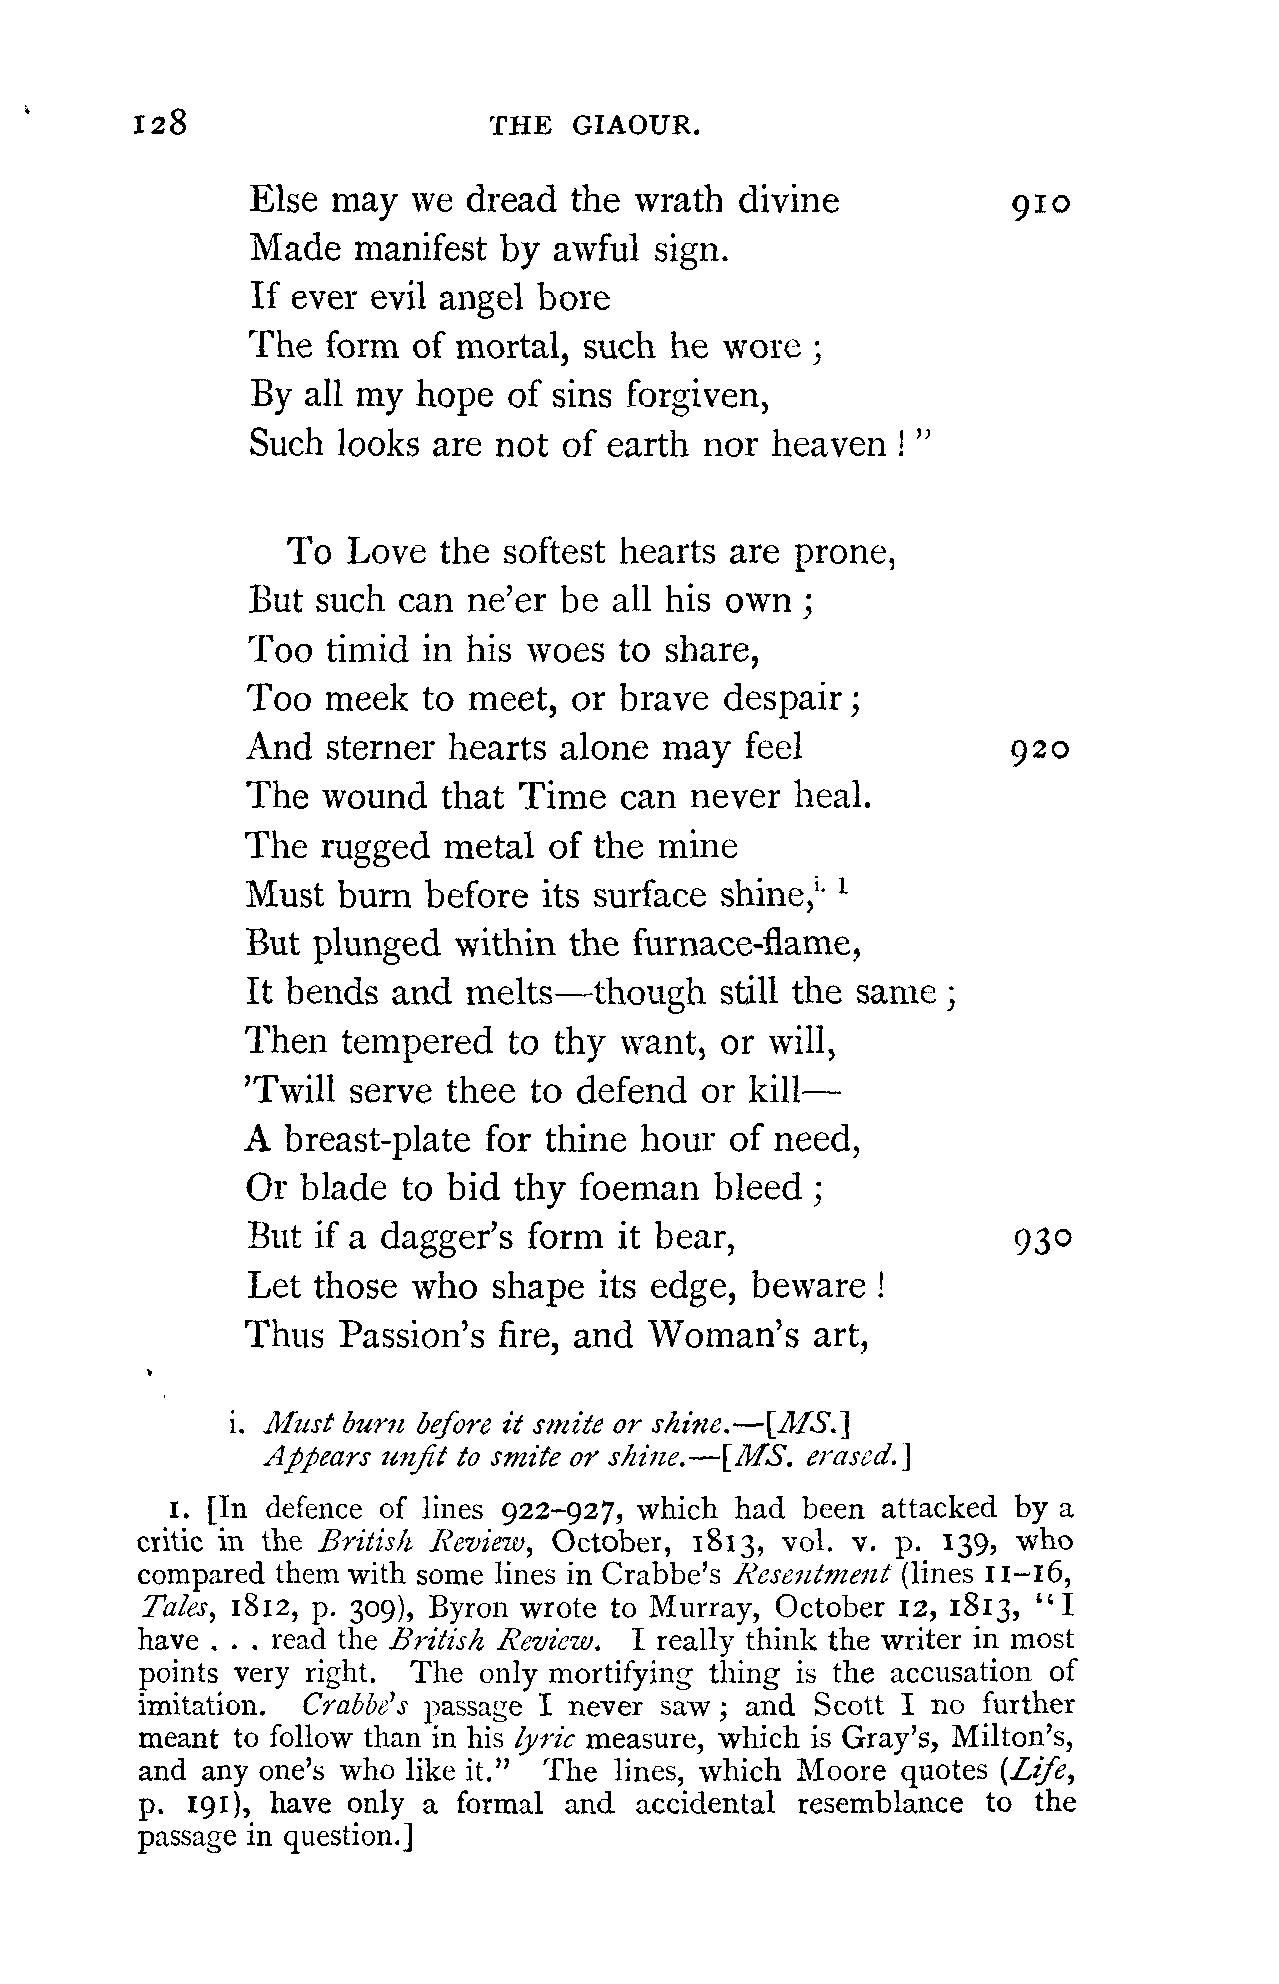 128 THE GIAOUR.
Else may we dread the wrath divine 910
Made manifest by awful sign.
If ever evil angel bore
The form of mortal, such he wore ;
By all my hope of sins forgiven,
Such looks are not of earth nor heaven ! ”
To Love the softest hearts are prone,
But such can ne’er be all his own ;
Too timid in his woes to share,
Too meek to meet, or brave despair ;
And sterner hearts alone may feel 920
The wound that Time can never heal.
The rugged metal of the mine
Must burn before its surface shine,i. 1
But plunged within the furnace-flame,
It bends and melts—though still the same ;
Then tempered to thy want, or will,
’Twill serve thee to defend or kill—
A breast-plate for thine hour of need,
Or blade to bid thy foeman bleed ;
But if a dagger’s form it bear, 930
Let those who shape its edge, beware !
Thus Passion’s fire, and Woman’s art,
i. Must burn before it smite or shine.—[MS.]
Appears unfit to smite or shine.—[MS. erased.]
1. [In defence of lines 922–927, which had been attacked by a
critic in the British Review, October, 1813, vol. v. p. 139, who
compared them with some lines in Crabbe’s Resentment (lines 11–16,
Tales, 1812, p. 309), Byron wrote to Murray, October 12, 1813, “I
have . . . read the British Review. I really think the writer in most
points very right. The only mortifying thing is the accusation of
imitation. Crabbe’s passage I never saw ; and Scott I no further
meant to follow than in his lyric measure, which is Gray’s, Milton’s,
and any one’s who like it.” The lines, which Moore quotes (Life,
p. 191), have only a formal and accidental resemblance to the
passage in question.]